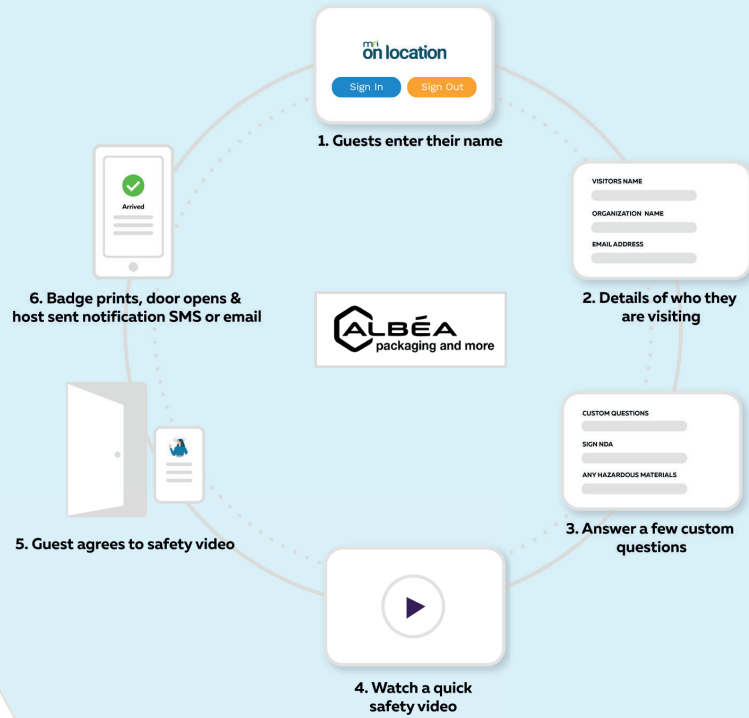 mri
on location
Sign In
Sign Out
1. Guests enter their name
VISITORS NAME
ORGANIZATION NAME
EMAIL ADDRESS
2. Details of who they
are visiting
CUSTOM QUESTIONS
SIGN NDA
ANY HAZARDOUS MATERIALS
3. Answer a few custom
questions
4. Watch a quick
safety video
5. Guest agrees to safety video
Arrived
6. Badge prints, door opens &
host sent notification SMS or email
ALBÉA
packaging and more